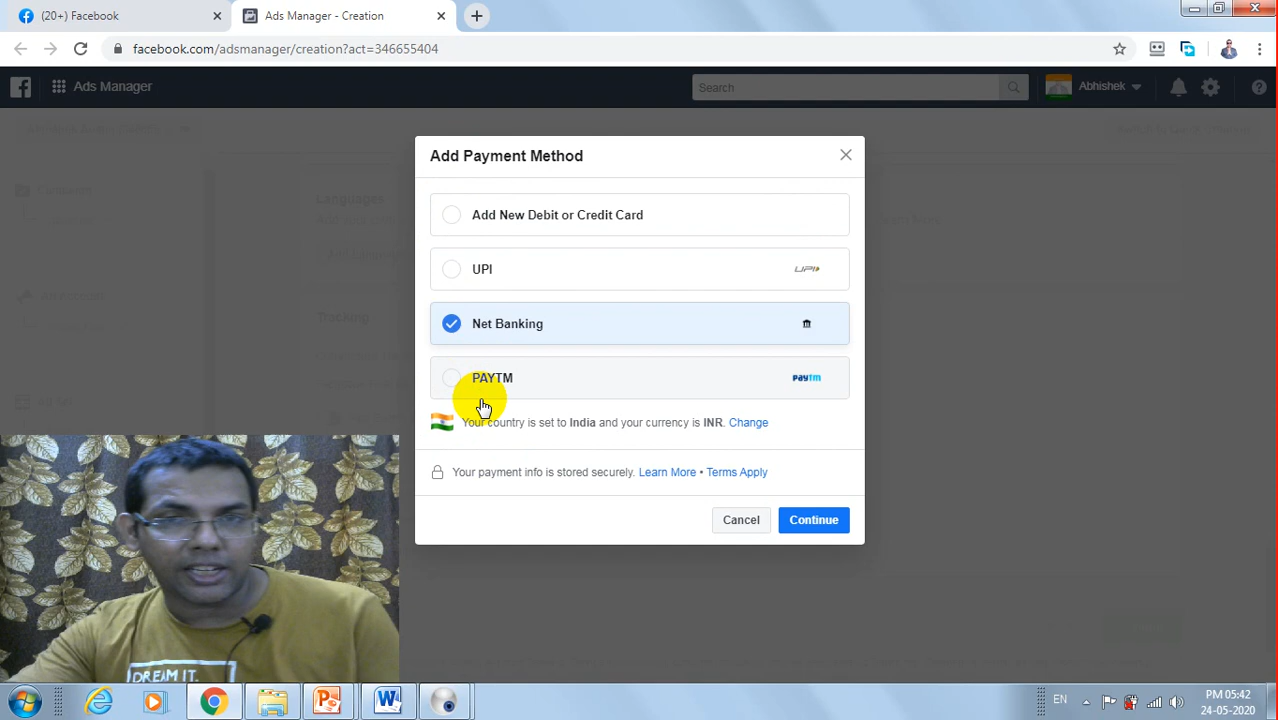 (20+) Facebook
Ads Manager - Creation
facebook.com/adsmanager/creation?act=346655404
Ads Manager
Search
Abhishek
Languages
Tracking
Add Payment Method
Add New Debit or Credit Card
UPI
UPI
Net Banking
PAYTM
Paytm
Your country is set to India and your currency is INR. Change
Your payment info is stored securely. Learn More • Terms Apply
Cancel
Continue
DREAM IT.
EN
PM 05:42
24-05-2020